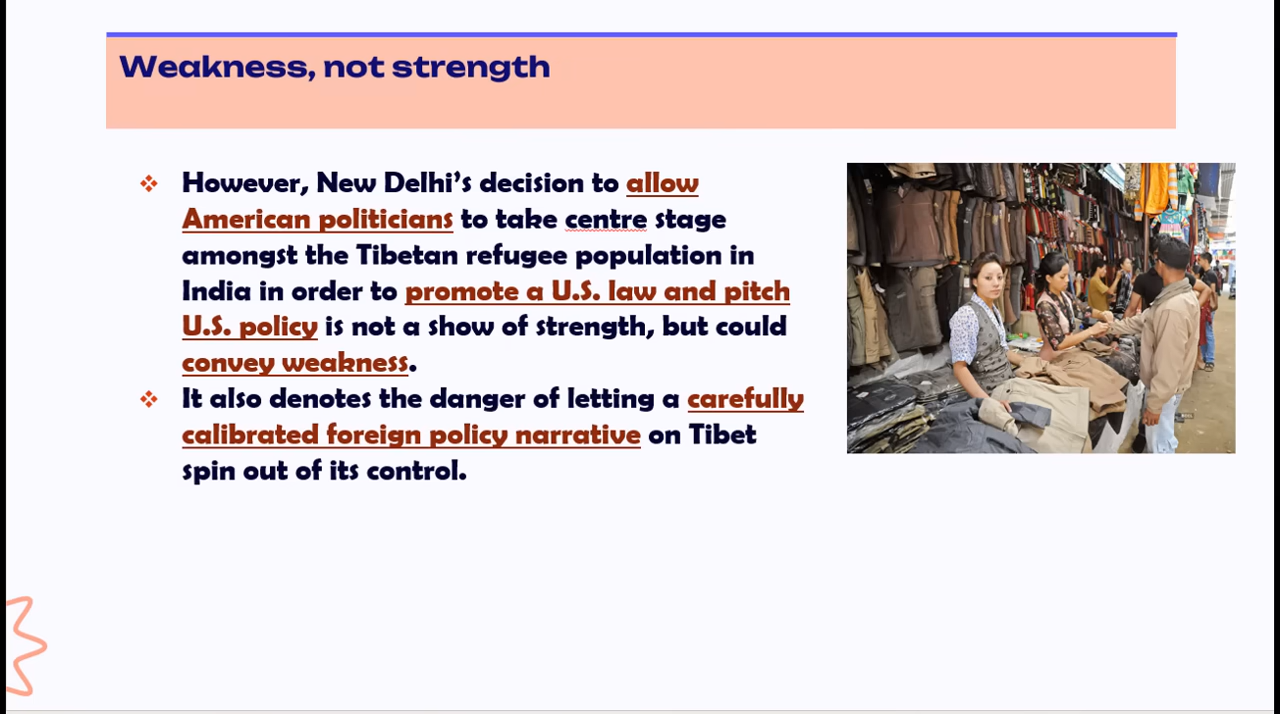 Weakness, not strength
However, New Delhi’s decision to allow
American politicians to take centre stage
amongst the Tibetan refugee population in
India in order to promote a U.S. law and pitch
U.S. policy is not a show of strength, but could
convey weakness.
It also denotes the danger of letting a carefully
calibrated foreign policy narrative on Tibet
spin out of its control.